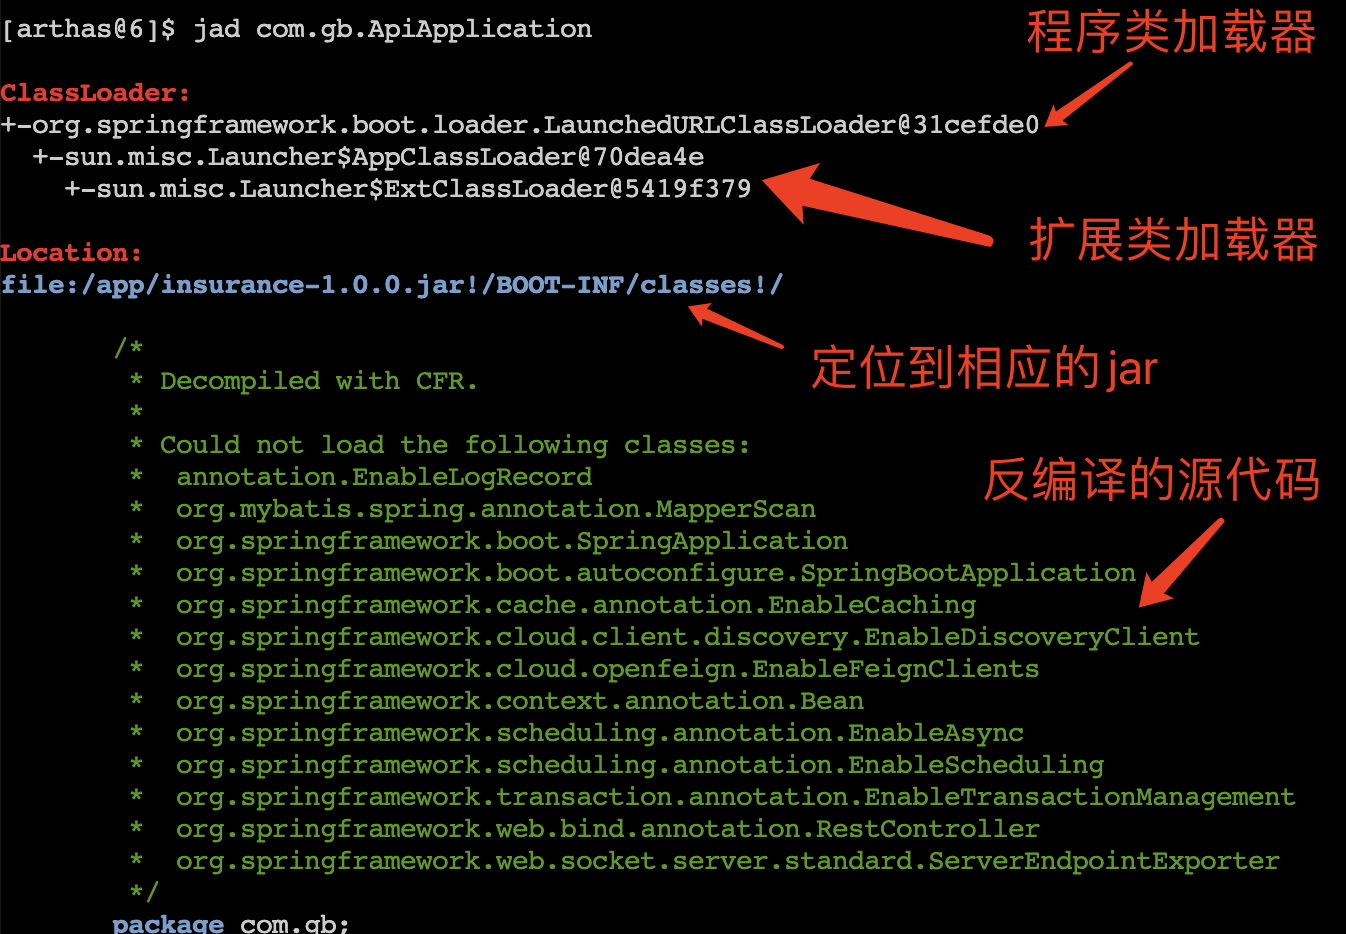 [arthas@6]$ jad com.gb.ApiApplication
程序类加载器
ClassLoader:
+-org.springframework.boot.loader.LaunchedURLClassLoader@31cefde0
+-sun.misc.Launcher$AppClassLoader@70dea4e
+-sun.misc.Launcher$ExtClassLoader@5419f379
扩展类加载器
Location:
file:/app/insurance-1.0.0.jar!/BOOT-INF/classes!/
定位到相应的jar
/*
* Decompiled with CFR.
*
* Could not load the following classes:
反编译的源代码
* annotation.EnableLogRecord
* org.mybatis.spring.annotation.MapperScan
* org.springframework.boot.SpringApplication
* org.springframework.boot.autoconfigure.SpringBootApplication
* org.springframework.cache.annotation.EnableCaching
* org.springframework.cloud.client.discovery.EnableDiscoveryClient
* org.springframework.cloud.openfeign.EnableFeignClients
* org.springframework.context.annotation.Bean
* org.springframework.scheduling.annotation.EnableAsync
* org.springframework.scheduling.annotation.EnableScheduling
* org.springframework.transaction.annotation.EnableTransactionManagement
* org.springframework.web.bind.annotation.RestController
* org.springframework.web.socket.server.standard.ServerEndpointExporter
*/
package com.gb;